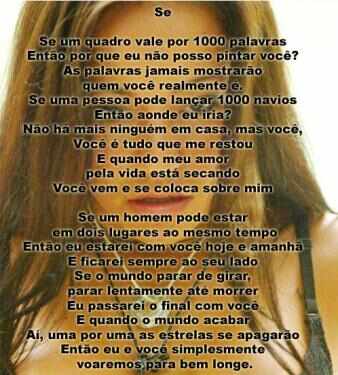 Se
Se um quadro vale por 1000 palavras
Então por que eu não posso pintar você?
As palavras jamais mostrarão
quem você realmente é.
Se uma pessoa pode lançar 1000 navios
Então aonde eu iria?
Não há mais ninguém em casa, mas você,
Você é tudo que me restou
E quando meu amor
pela vida está secando
Você vem e se coloca sobre mim
Se um homem pode estar
em dois lugares ao mesmo tempo
Então eu estarei com você hoje e amanhã
E ficarei sempre ao seu lado
Se o mundo parar de girar,
parar lentamente até morrer
Eu passarei o final com você
E quando o mundo acabar
Aí, uma por uma as estrelas se apagarão
Então eu e você simplesmente
voaremos para bem longe.